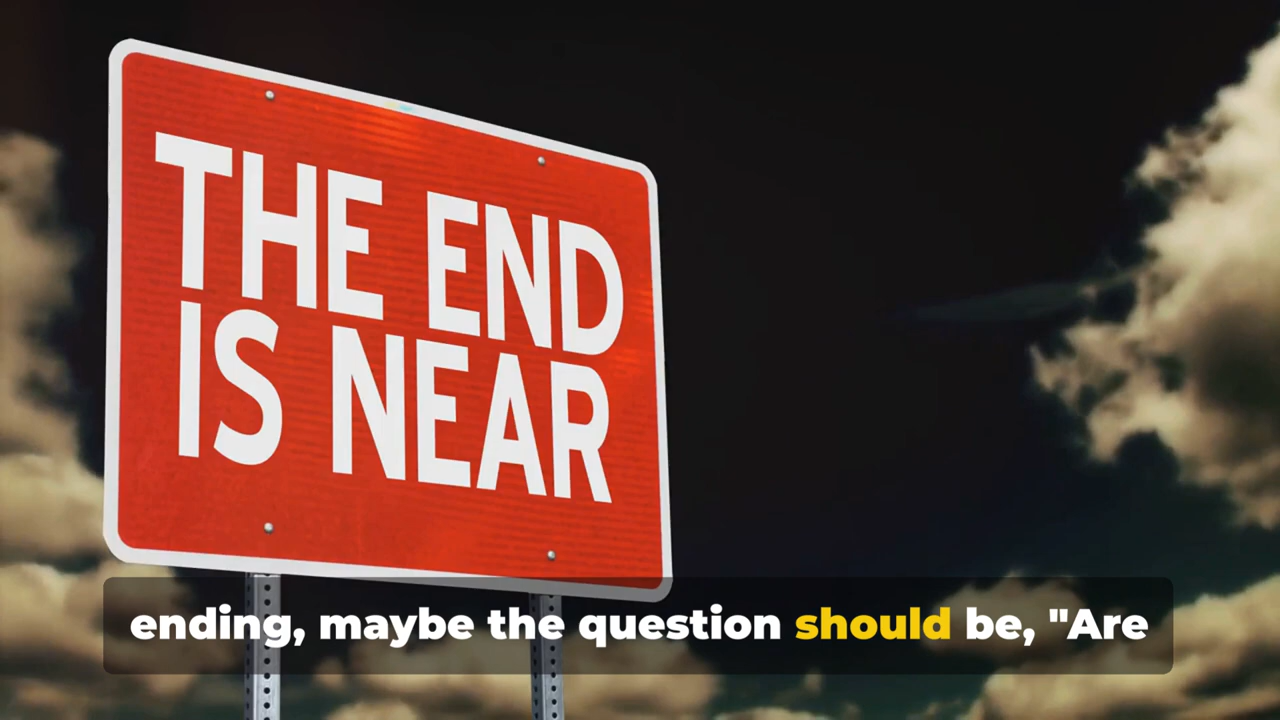 THE END
IS NEAR
ending, maybe the question should be, "Are